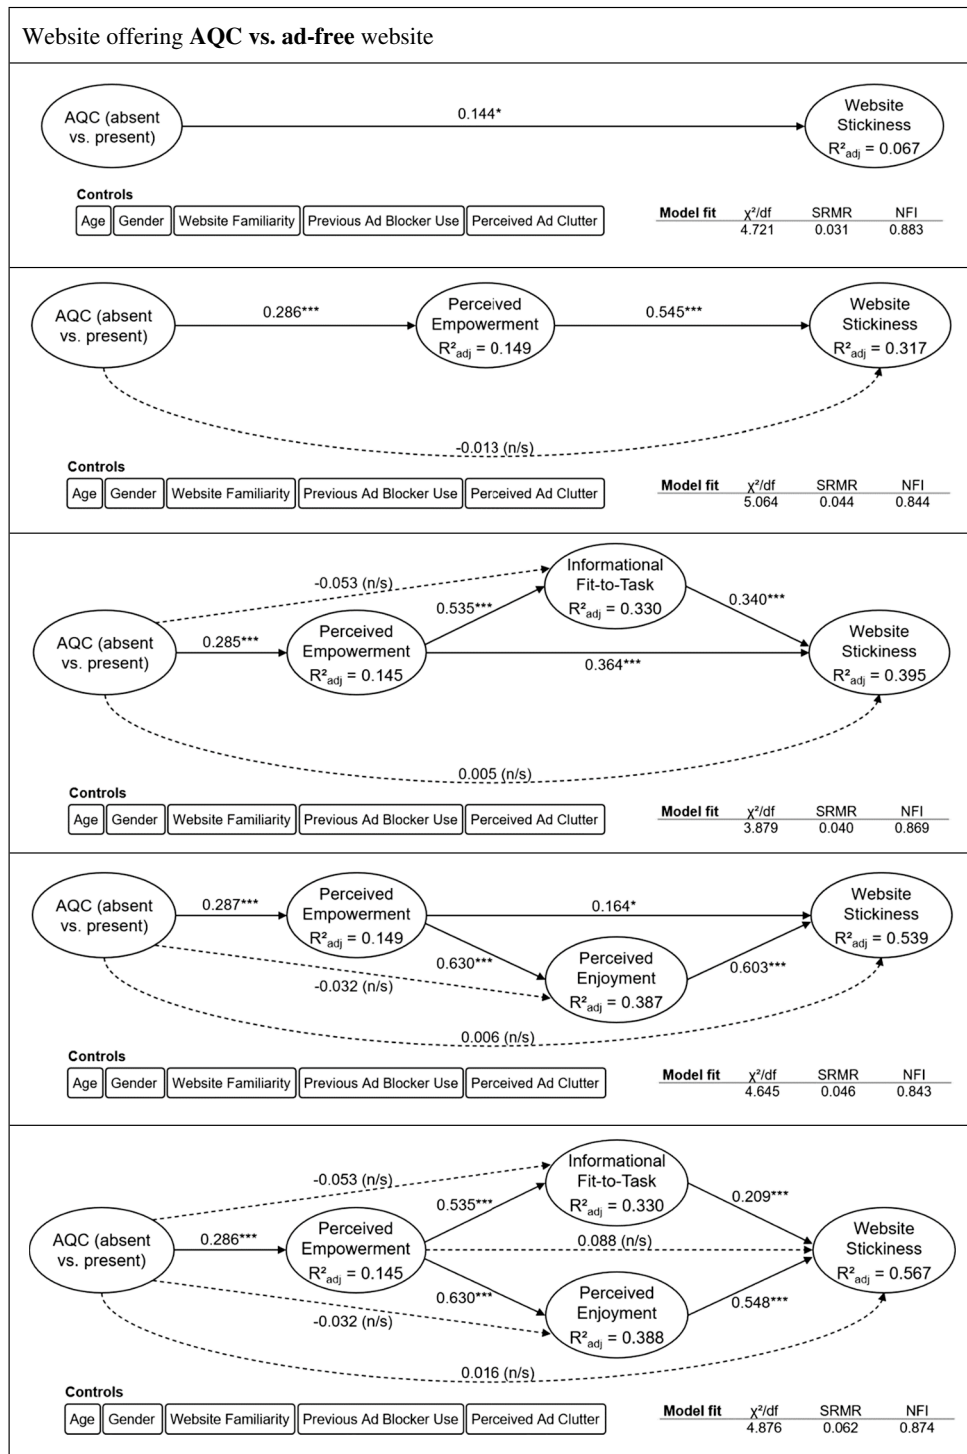 Website offering AQC vs. ad-free website
AQC (absent
vs. present)
0.144*
Website
Stickiness
R²adj = 0.067
Controls
Age Gender Website Familiarity Previous Ad Blocker Use Perceived Ad Clutter
Model fit χ²/df SRMR NFI
4.721 0.031 0.883
AQC (absent
vs. present)
0.286***
Perceived
Empowerment
R²adj = 0.149
0.545***
Website
Stickiness
R²adj = 0.317
-0.013 (n/s)
Controls
Age Gender Website Familiarity Previous Ad Blocker Use Perceived Ad Clutter
Model fit χ²/df SRMR NFI
5.064 0.044 0.844
Informational
Fit-to-Task
R²adj = 0.330
-0.053 (n/s)
0.535***
0.340***
AQC (absent
vs. present)
0.285***
Perceived
Empowerment
R²adj = 0.145
0.364***
Website
Stickiness
R²adj = 0.395
0.005 (n/s)
Controls
Age Gender Website Familiarity Previous Ad Blocker Use Perceived Ad Clutter
Model fit χ²/df SRMR NFI
3.879 0.040 0.869
AQC (absent
vs. present)
0.287***
Perceived
Empowerment
R²adj = 0.149
0.164*
Website
Stickiness
R²adj = 0.539
0.630***
-0.032 (n/s)
Perceived
Enjoyment
R²adj = 0.387
0.603***
0.006 (n/s)
Controls
Age Gender Website Familiarity Previous Ad Blocker Use Perceived Ad Clutter
Model fit χ²/df SRMR NFI
4.645 0.046 0.843
Informational
Fit-to-Task
R²adj = 0.330
-0.053 (n/s)
0.535***
0.209***
AQC (absent
vs. present)
0.286***
Perceived
Empowerment
R²adj = 0.145
0.088 (n/s)
Website
Stickiness
R²adj = 0.567
0.630***
-0.032 (n/s)
Perceived
Enjoyment
R²adj = 0.388
0.548***
0.016 (n/s)
Controls
Age Gender Website Familiarity Previous Ad Blocker Use Perceived Ad Clutter
Model fit χ²/df SRMR NFI
4.876 0.062 0.874